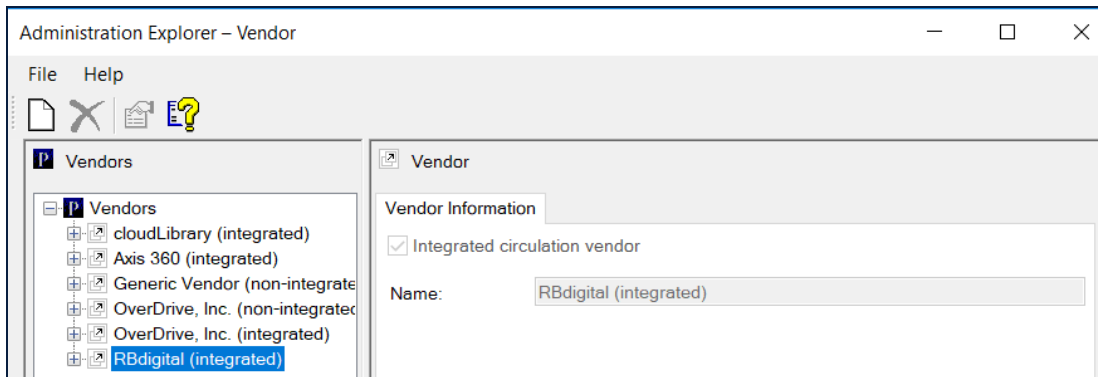 Administration Explorer – Vendor
File Help
P Vendors
Vendor
P Vendors
cloudLibrary (integrated)
Axis 360 (integrated)
Generic Vendor (non-integrate
OverDrive, Inc. (non-integrated
OverDrive, Inc. (integrated)
RBdigital (integrated)
Vendor Information
Integrated circulation vendor
Name: RBdigital (integrated)